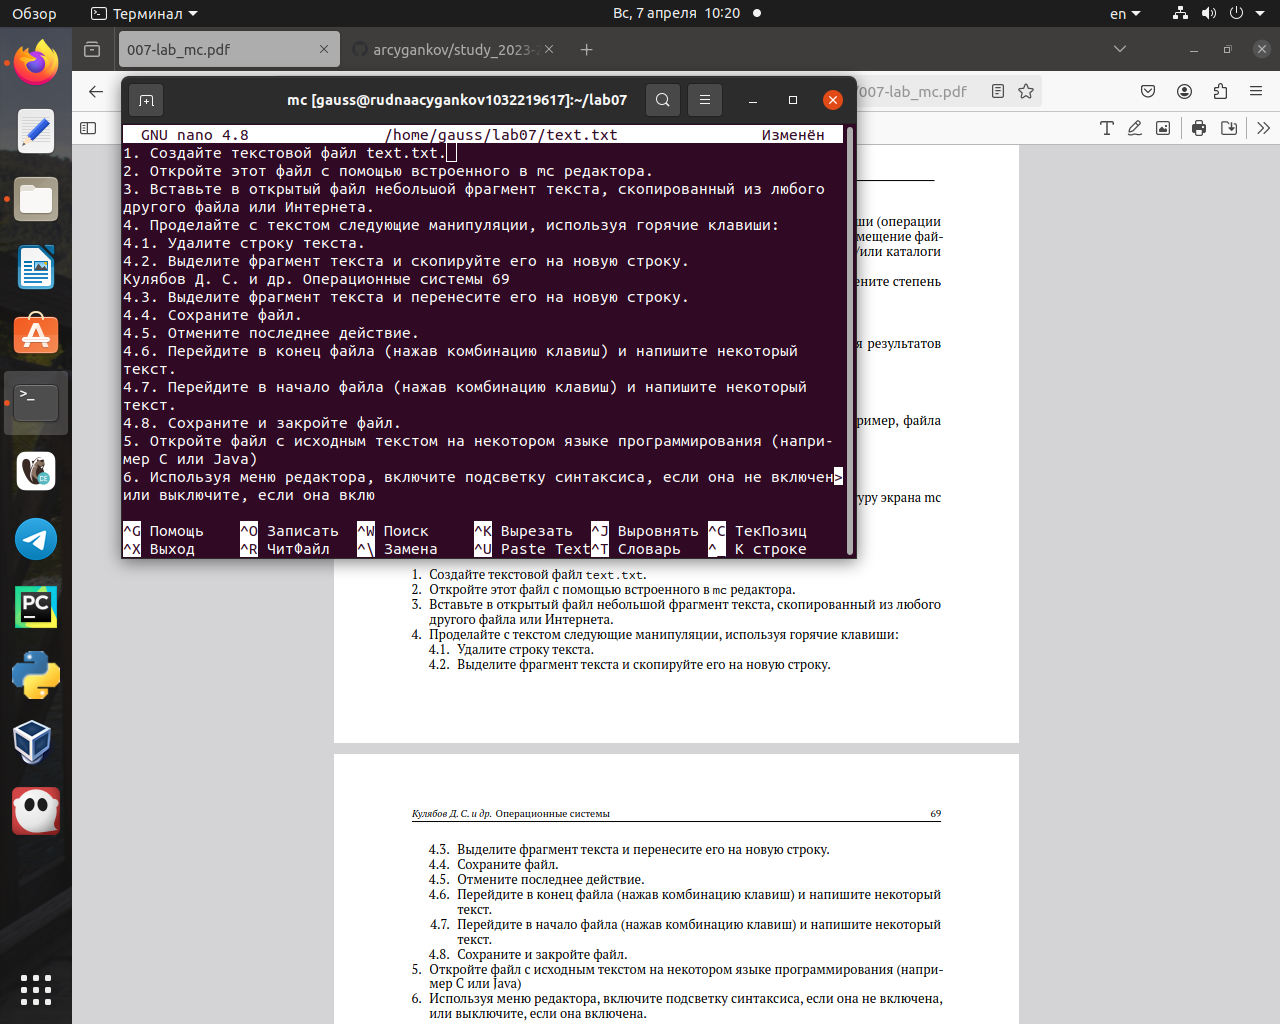 Обзор
Терминал
Вс, 7 апреля 10:20
en
007-lab_mc.pdf
arcygankov/study_2023-2
mc [gauss@rudnaacygankov1032219617]:~/lab07
/007-lab_mc.pdf
GNU nano 4.8 /home/gauss/lab07/text.txt Изменён
1. Создайте текстовой файл text.txt.
2. Откройте этот файл с помощью встроенного в mc редактора.
3. Вставьте в открытый файл небольшой фрагмент текста, скопированный из любого
другого файла или Интернета.
4. Проделайте с текстом следующие манипуляции, используя горячие клавиши:
4.1. Удалите строку текста.
4.2. Выделите фрагмент текста и скопируйте его на новую строку.
Кулябов Д. С. и др. Операционные системы 69
4.3. Выделите фрагмент текста и перенесите его на новую строку.
4.4. Сохраните файл.
4.5. Отмените последнее действие.
4.6. Перейдите в конец файла (нажав комбинацию клавиш) и напишите некоторый
текст.
4.7. Перейдите в начало файла (нажав комбинацию клавиш) и напишите некоторый
текст.
4.8. Сохраните и закройте файл.
5. Откройте файл с исходным текстом на некотором языке программирования (напри-
мер C или Java)
6. Используя меню редактора, включите подсветку синтаксиса, если она не включен>
или выключите, если она вклю
^G Помощь ^O Записать ^W Поиск ^K Вырезать ^J Выровнять ^C ТекПозиц
^X Выход ^R ЧитФайл ^\ Замена ^U Paste Text ^T Словарь ^_ К строке
ши (операции
мещение фай-
/или каталоги
ените степень
я результатов
ример, файла
уру экрана mc
1. Создайте текстовой файл text.txt.
2. Откройте этот файл с помощью встроенного в mc редактора.
3. Вставьте в открытый файл небольшой фрагмент текста, скопированный из любого
другого файла или Интернета.
4. Проделайте с текстом следующие манипуляции, используя горячие клавиши:
4.1. Удалите строку текста.
4.2. Выделите фрагмент текста и скопируйте его на новую строку.
Кулябов Д. С. и др. Операционные системы 69
4.3. Выделите фрагмент текста и перенесите его на новую строку.
4.4. Сохраните файл.
4.5. Отмените последнее действие.
4.6. Перейдите в конец файла (нажав комбинацию клавиш) и напишите некоторый
текст.
4.7. Перейдите в начало файла (нажав комбинацию клавиш) и напишите некоторый
текст.
4.8. Сохраните и закройте файл.
5. Откройте файл с исходным текстом на некотором языке программирования (напри-
мер C или Java)
6. Используя меню редактора, включите подсветку синтаксиса, если она не включена,
или выключите, если она включена.